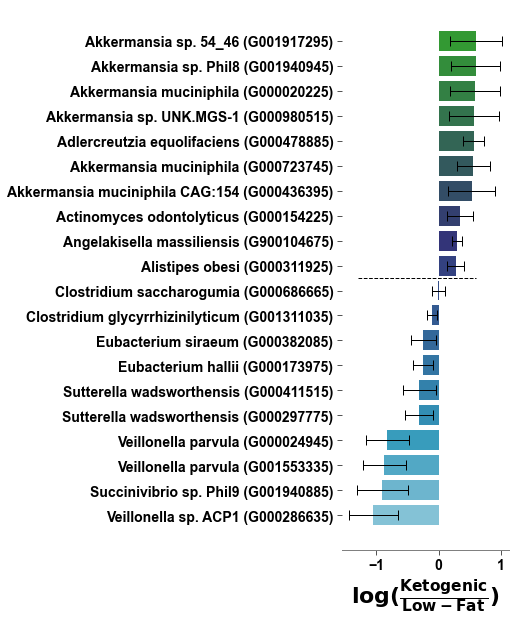 Akkermansia sp. 54_46 (G001917295)
Akkermansia sp. Phil8 (G001940945)
Akkermansia muciniphila (G000020225)
Akkermansia sp. UNK.MGS-1 (G000980515)
Adlercreutzia equolifaciens (G000478885)
Akkermansia muciniphila (G000723745)
Akkermansia muciniphila CAG:154 (G000436395)
Actinomyces odontolyticus (G000154225)
Angelakisella massiliensis (G900104675)
Alistipes obesi (G000311925)
Clostridium saccharogumia (G000686665)
Clostridium glycyrrhizinilyticum (G001311035)
Eubacterium siraeum (G000382085)
Eubacterium hallii (G000173975)
Sutterella wadsworthensis (G000411515)
Sutterella wadsworthensis (G000297775)
Veillonella parvula (G000024945)
Veillonella parvula (G001553335)
Succinivibrio sp. Phil9 (G001940885)
Veillonella sp. ACP1 (G000286635)
−1 0 1
log(Ketogenic
Low − Fat)